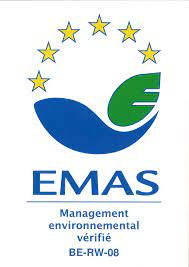 EMAS
Management
environnemental
vérifié
BE-RW-08